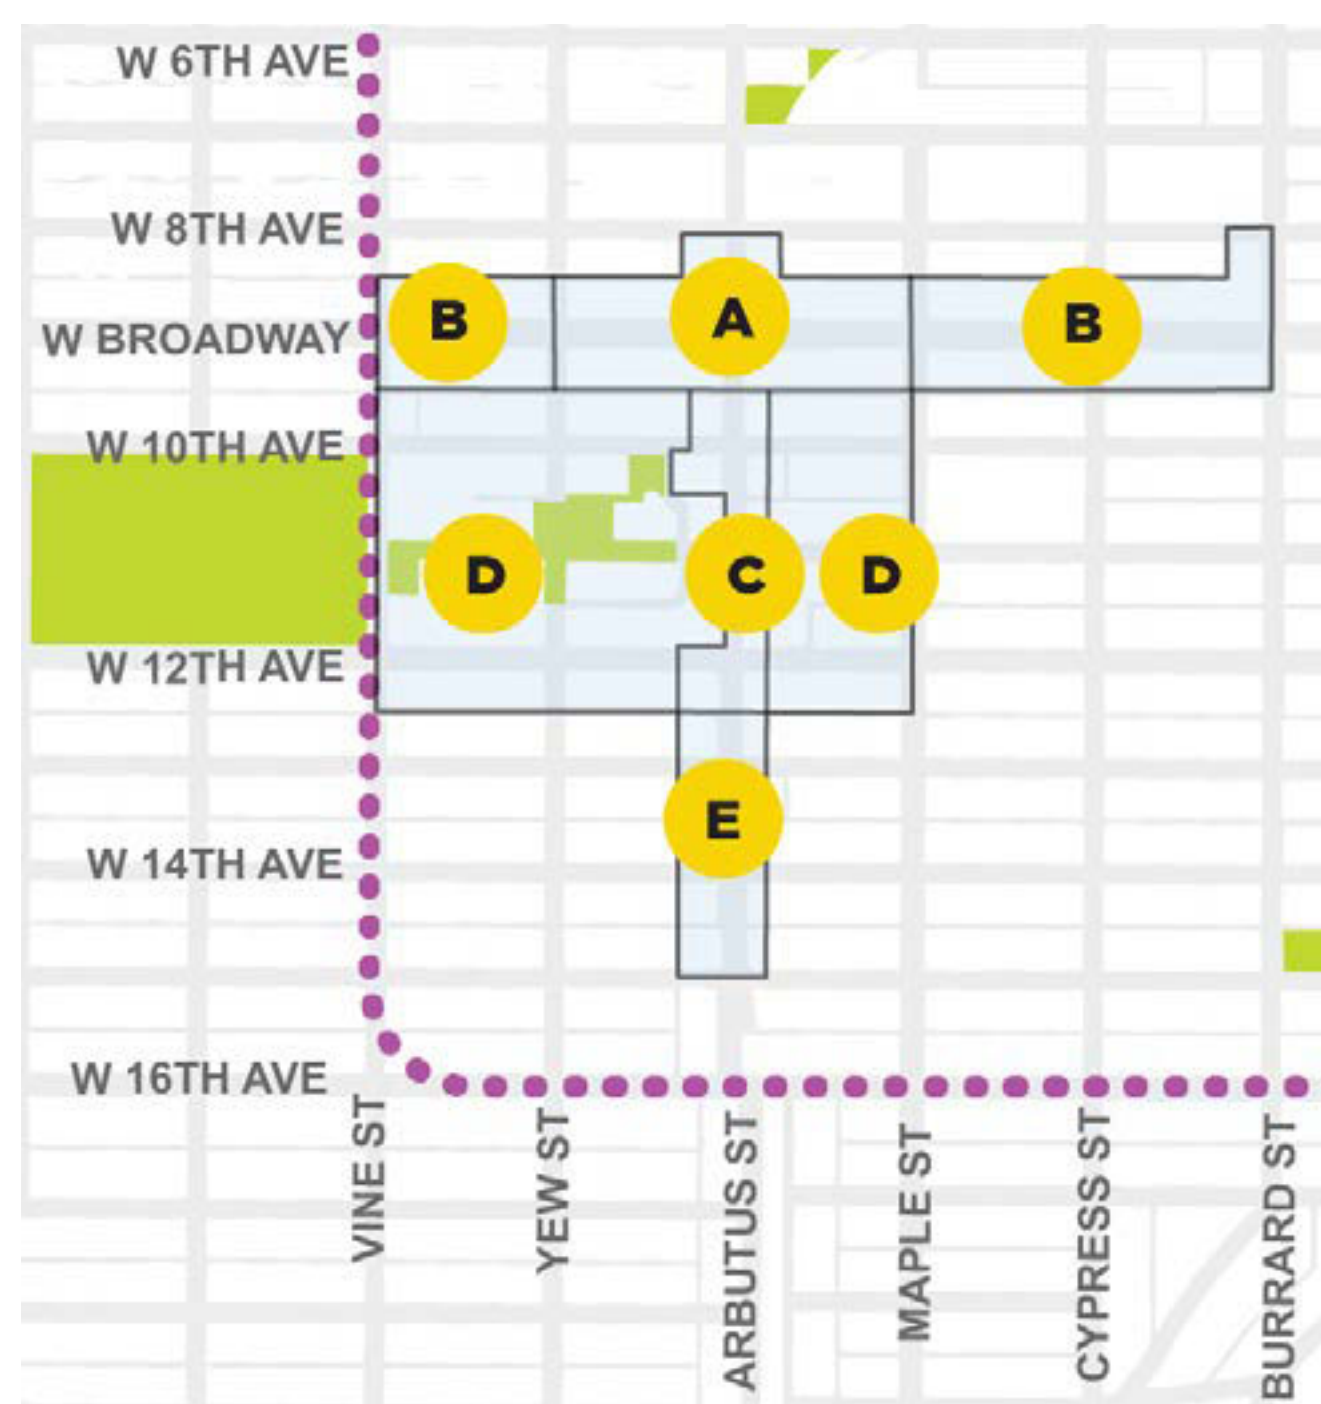 W 6TH AVE
W 8TH AVE
B
A
B
W BROADWAY
W 10TH AVE
D
C
D
W 12TH AVE
E
W 14TH AVE
W 16TH AVE
VINE ST
YEW ST
ARBUTUS ST
MAPLE ST
CYPRESS ST
BURRARD ST